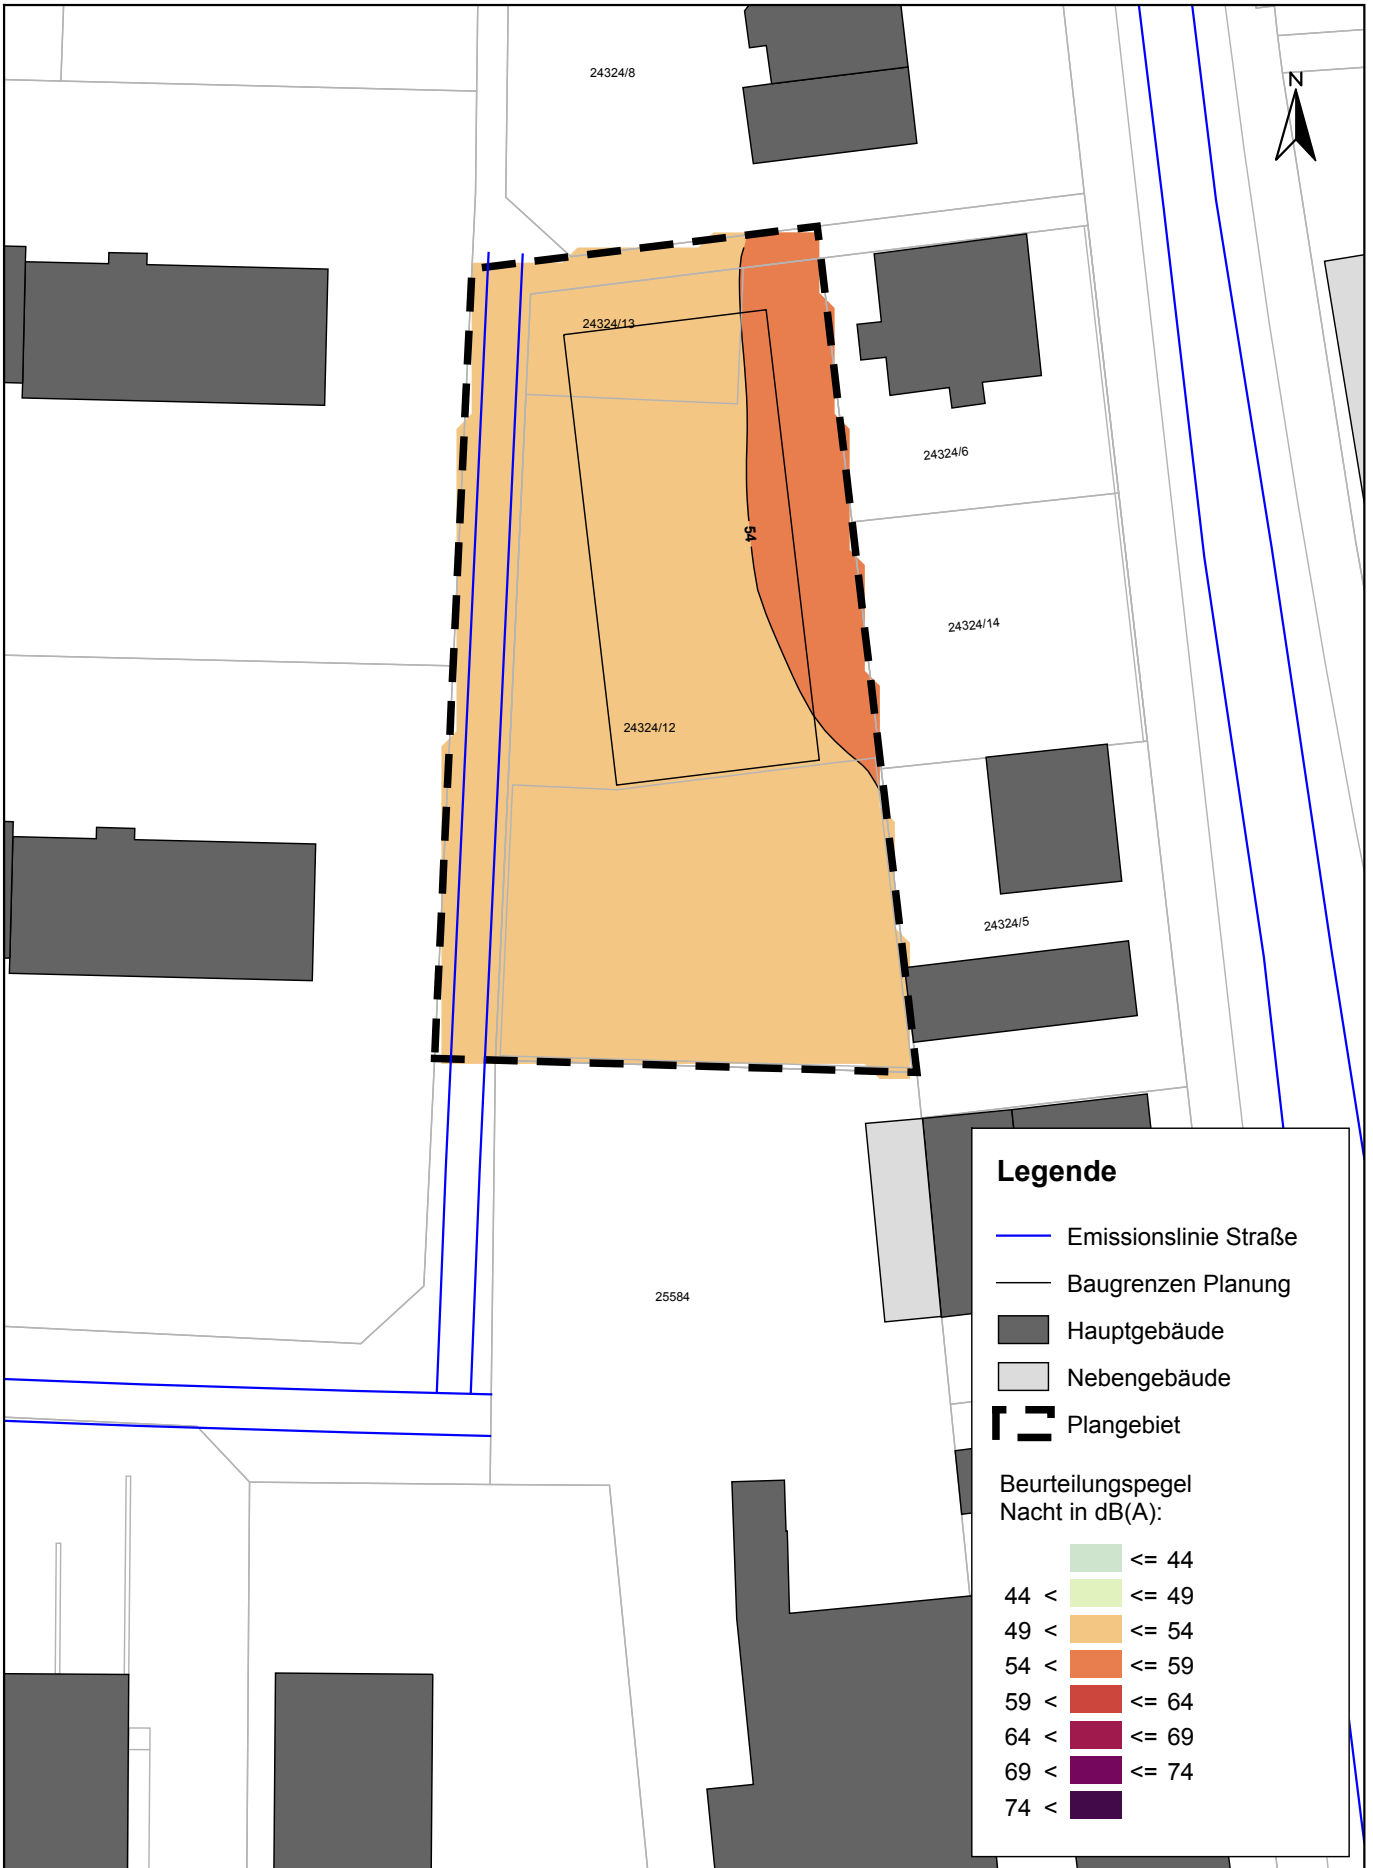 24324/8
N
24324/13
24324/6
54
24324/14
24324/12
24324/5
25584
Legende
Emissionslinie Straße
Baugrenzen Planung
Hauptgebäude
Nebengebäude
Plangebiet
Beurteilungspegel
Nacht in dB(A):
<= 44
44 < <= 49
49 < <= 54
54 < <= 59
59 < <= 64
64 < <= 69
69 < <= 74
74 <